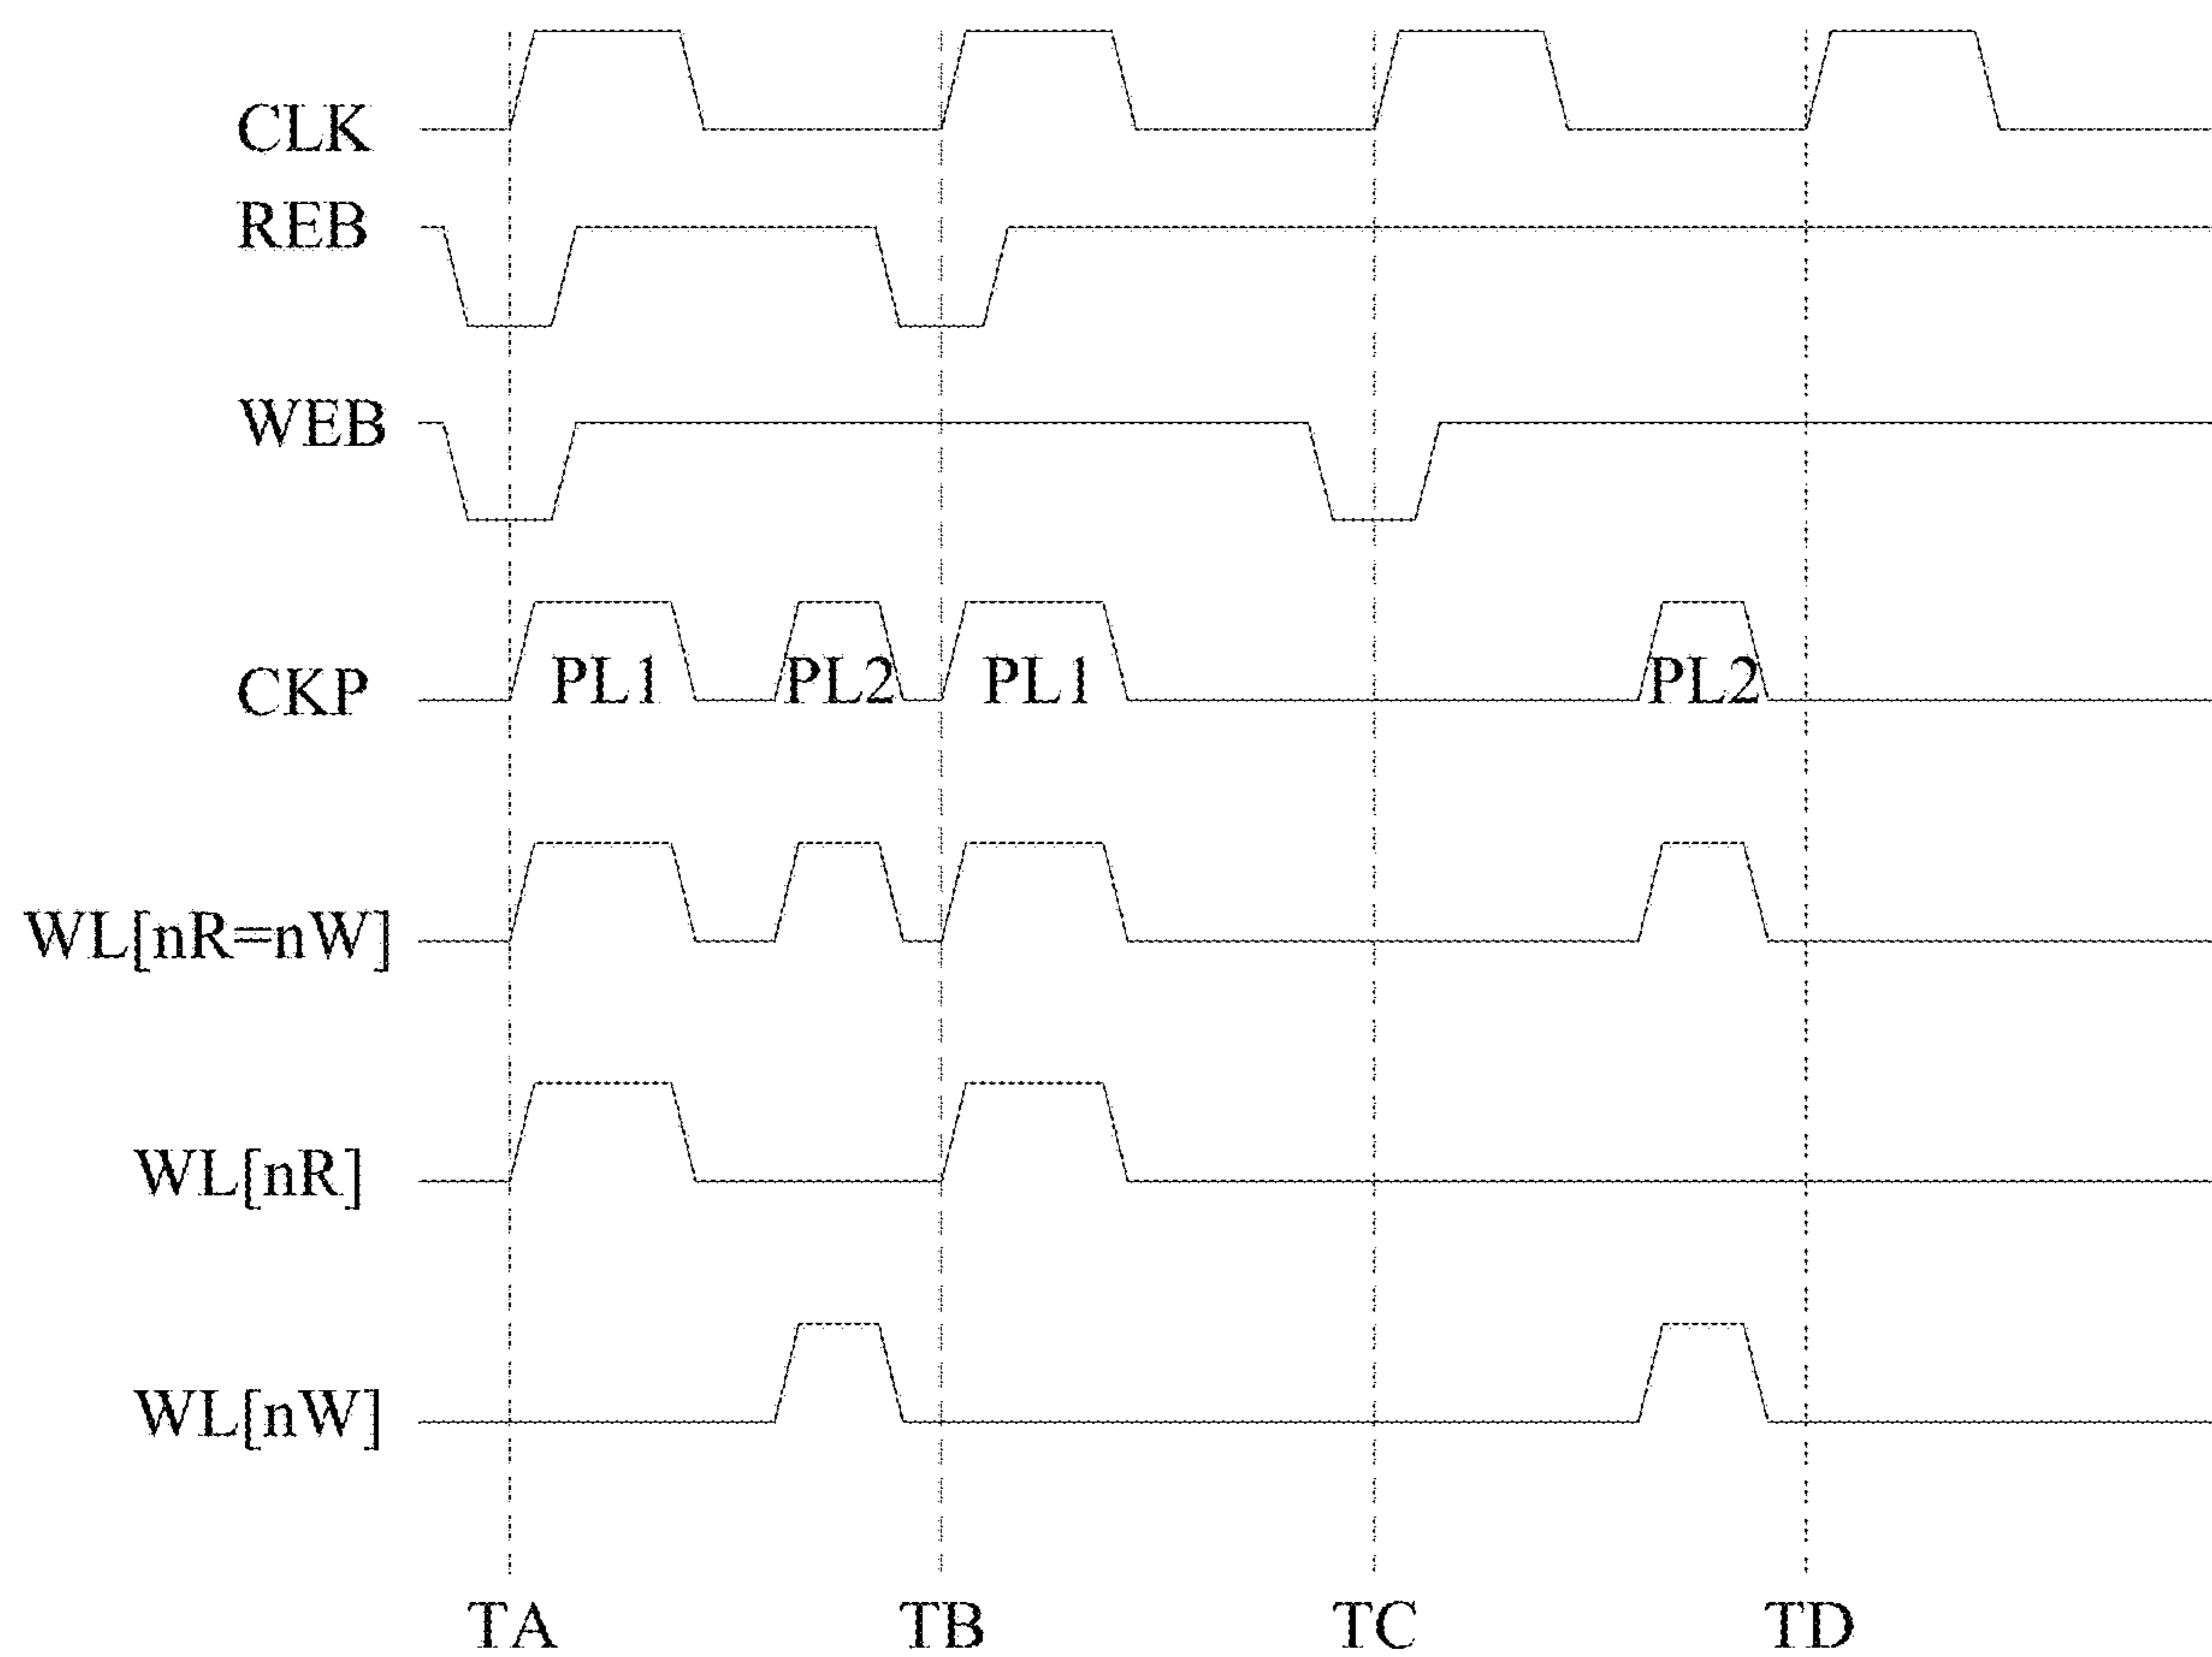 CLK
REB
WEB
CKP
PL1 PL2 PL1 PL2
WL[nR=nW]
WL[nR]
WL[nW]
TA TB TC TD